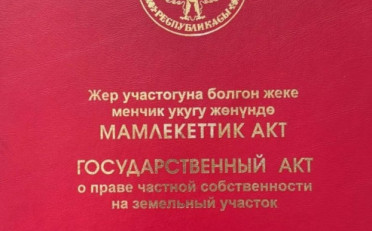 РЕСПУБЛИКАСЫ
Жер участогуна болгон жеке
менчик укугу жөнүндө
МАМЛЕКЕТТИК АКТ
ГОСУДАРСТВЕННЫЙ АКТ
о праве частной собственности
на земельный участок